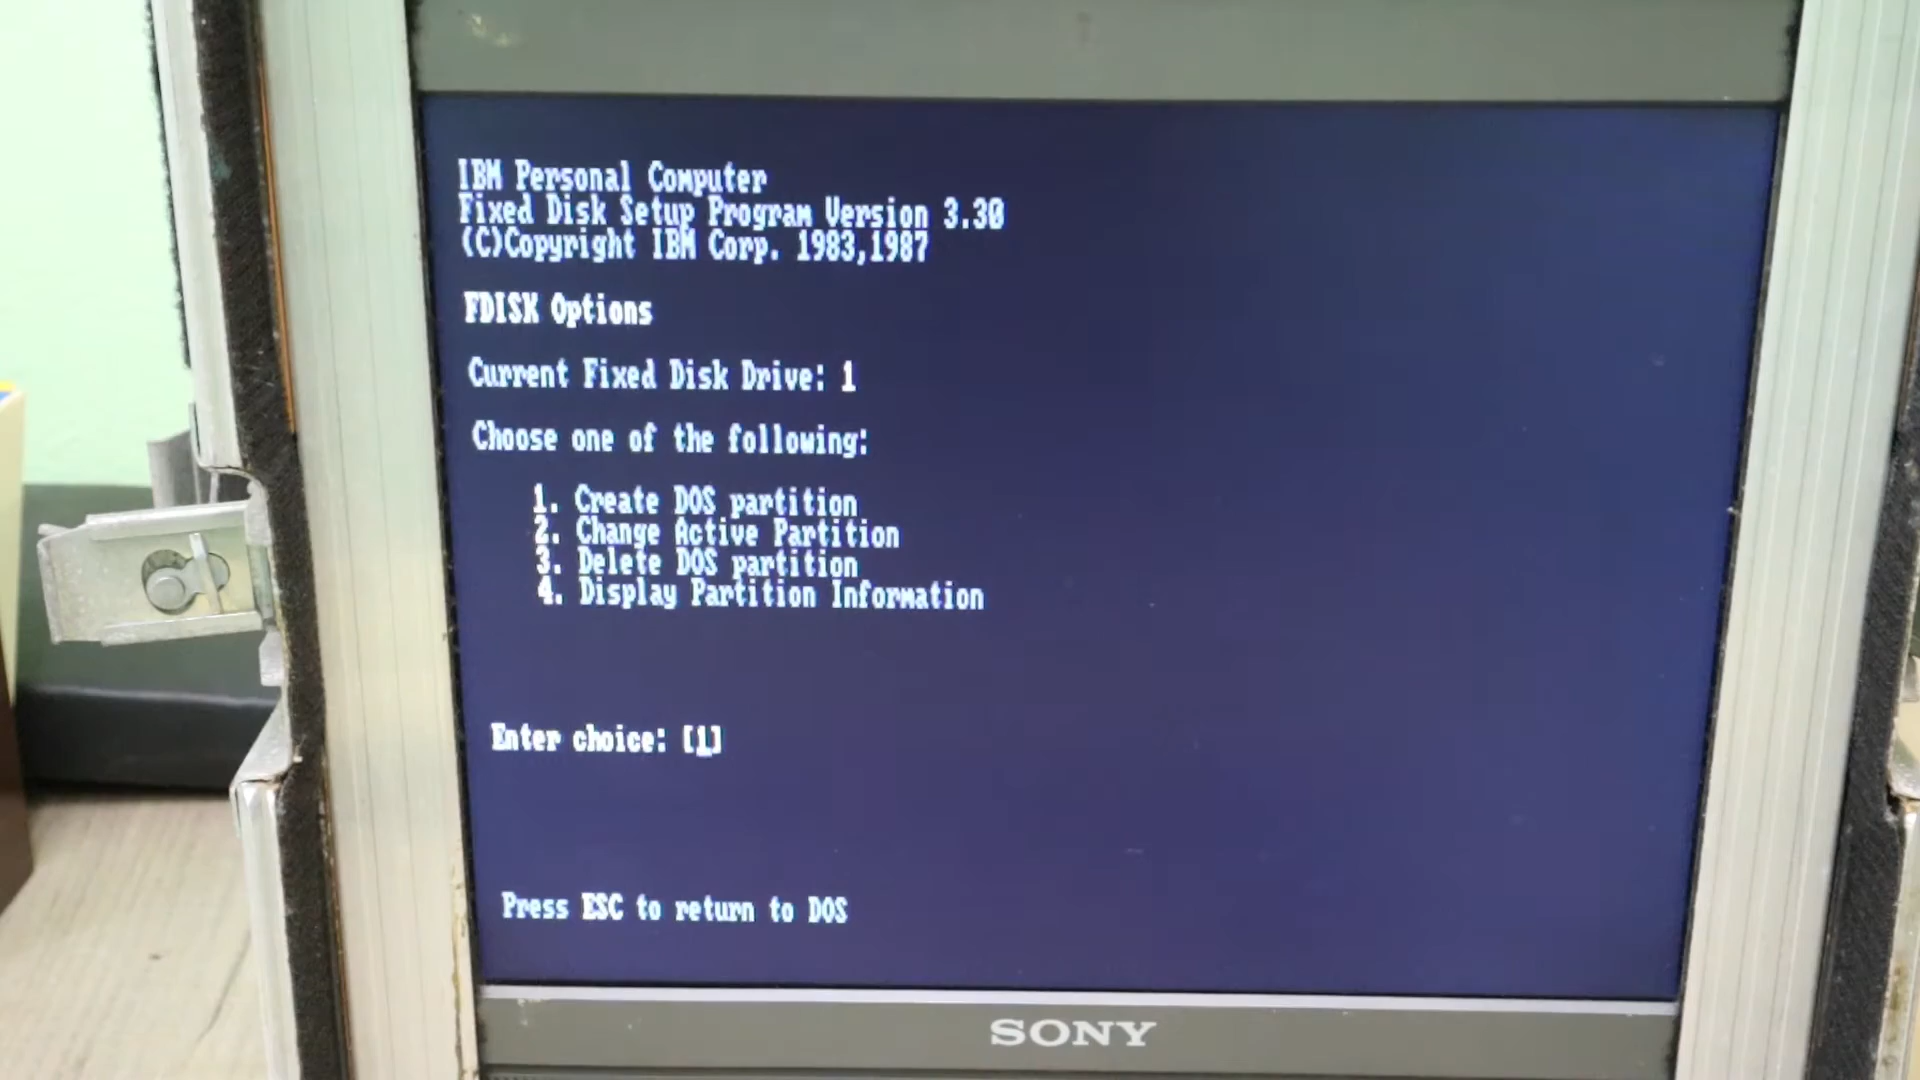 IBM Personal Computer
Fixed Disk Setup Program Version 3.30
(C)Copyright IBM Corp. 1983,1987
FDISK Options
Current Fixed Disk Drive: 1
Choose one of the following:
1. Create DOS partition
2. Change Active Partition
3. Delete DOS partition
4. Display Partition Information
Enter choice: [1]
Press ESC to return to DOS
SONY